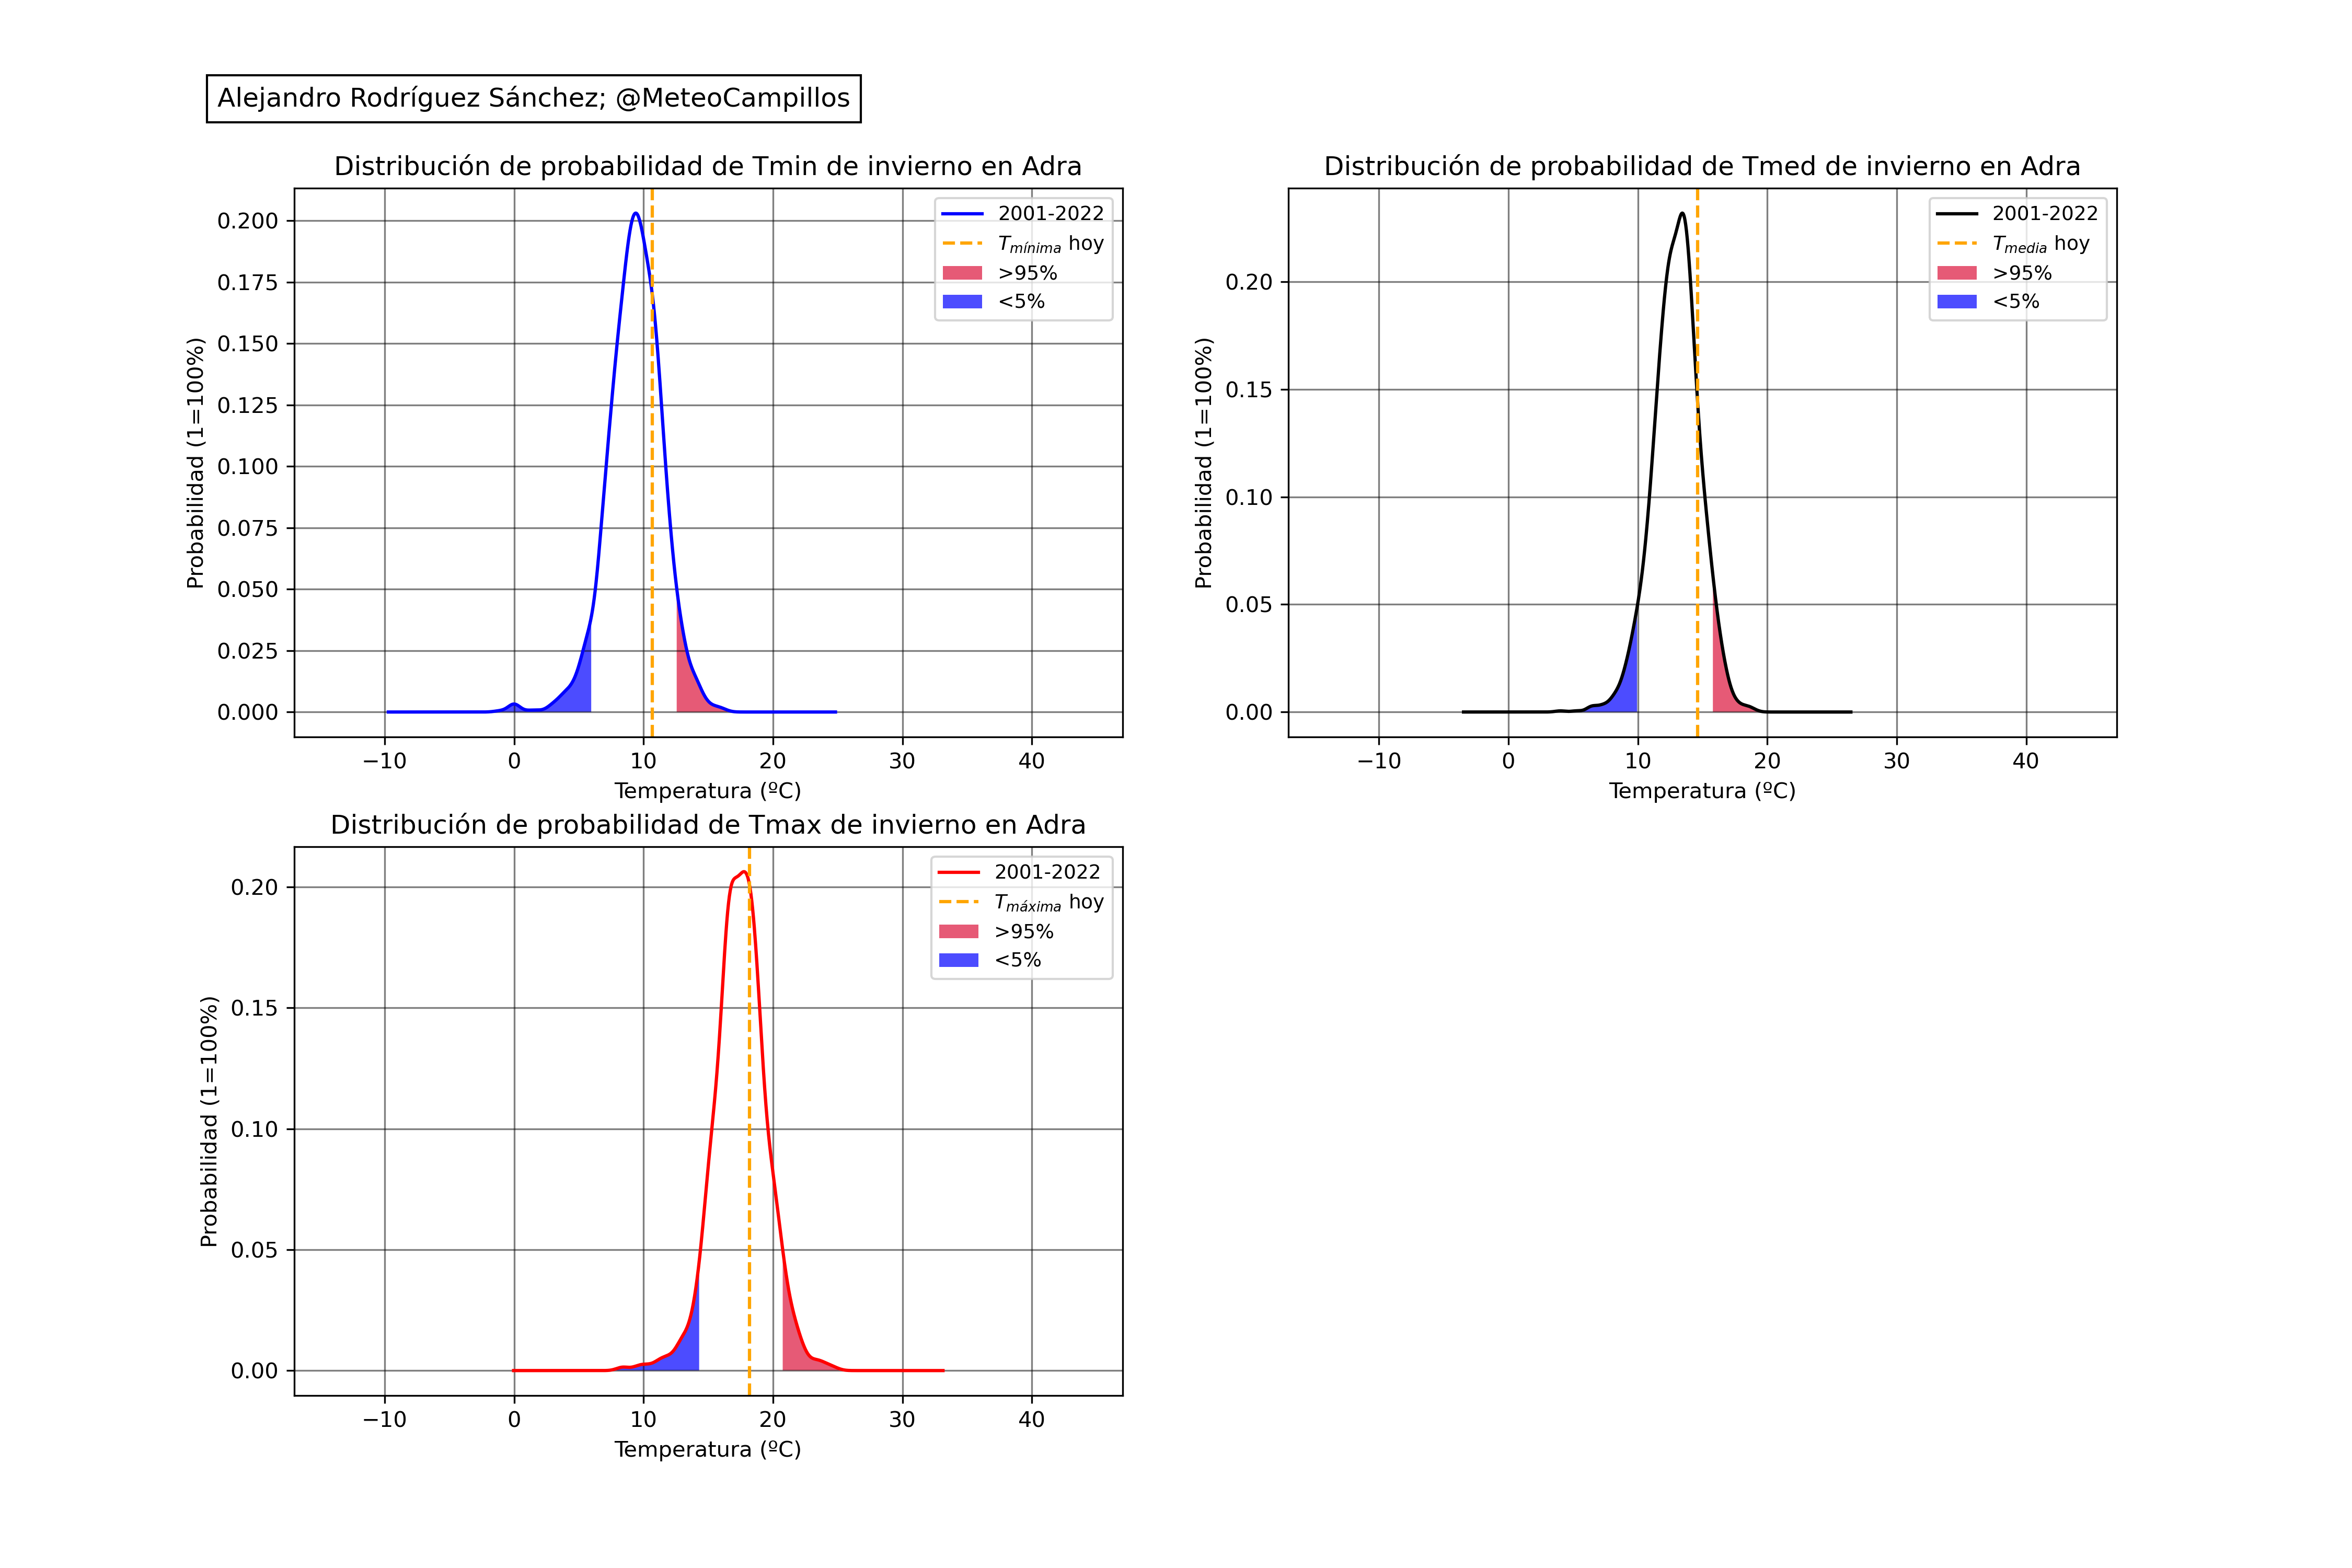 Alejandro Rodríguez Sánchez; @MeteoCampillos
Distribución de probabilidad de Tmin de invierno en Adra
Probabilidad (1=100%)
0.200
0.175
0.150
0.125
0.100
0.075
0.050
0.025
0.000
−10 0 10 20 30 40
Temperatura (ºC)
2001-2022
Tmínima hoy
>95%
<5%
Distribución de probabilidad de Tmed de invierno en Adra
Probabilidad (1=100%)
0.20
0.15
0.10
0.05
0.00
−10 0 10 20 30 40
Temperatura (ºC)
2001-2022
Tmedia hoy
>95%
<5%
Distribución de probabilidad de Tmax de invierno en Adra
Probabilidad (1=100%)
0.20
0.15
0.10
0.05
0.00
−10 0 10 20 30 40
Temperatura (ºC)
2001-2022
Tmáxima hoy
>95%
<5%